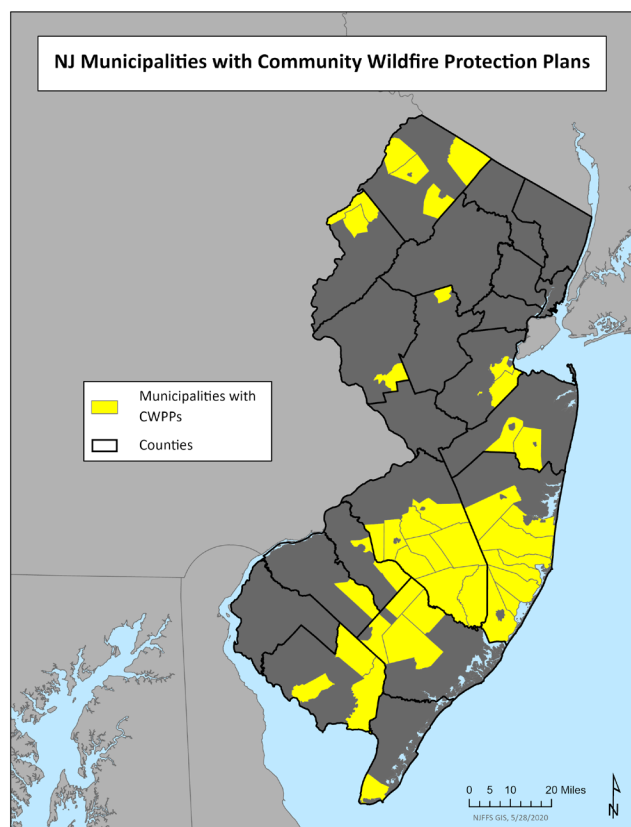 NJ Municipalities with Community Wildfire Protection Plans
Municipalities with
CWPPs
Counties
0 5 10 20 Miles
NJFFS GIS, 5/28/2020
N